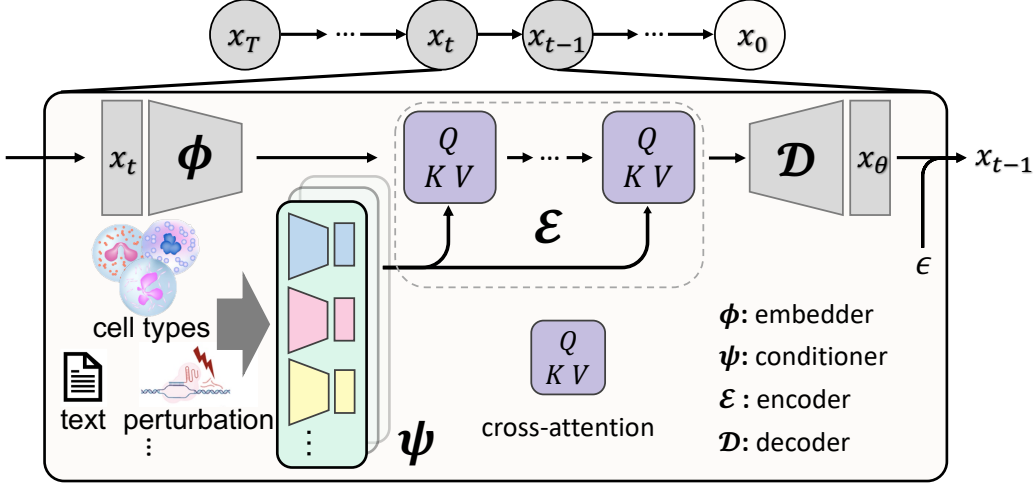 x_T ... x_t x_{t-1} ... x_0
x_t ϕ Q K V ... Q K V 𝓓 x_θ x_{t-1}
ℰ
ϵ
cell types
text perturbation
⋮
⋮
ψ
Q
K V
cross-attention
ϕ: embedder
ψ: conditioner
ℰ : encoder
𝓓: decoder